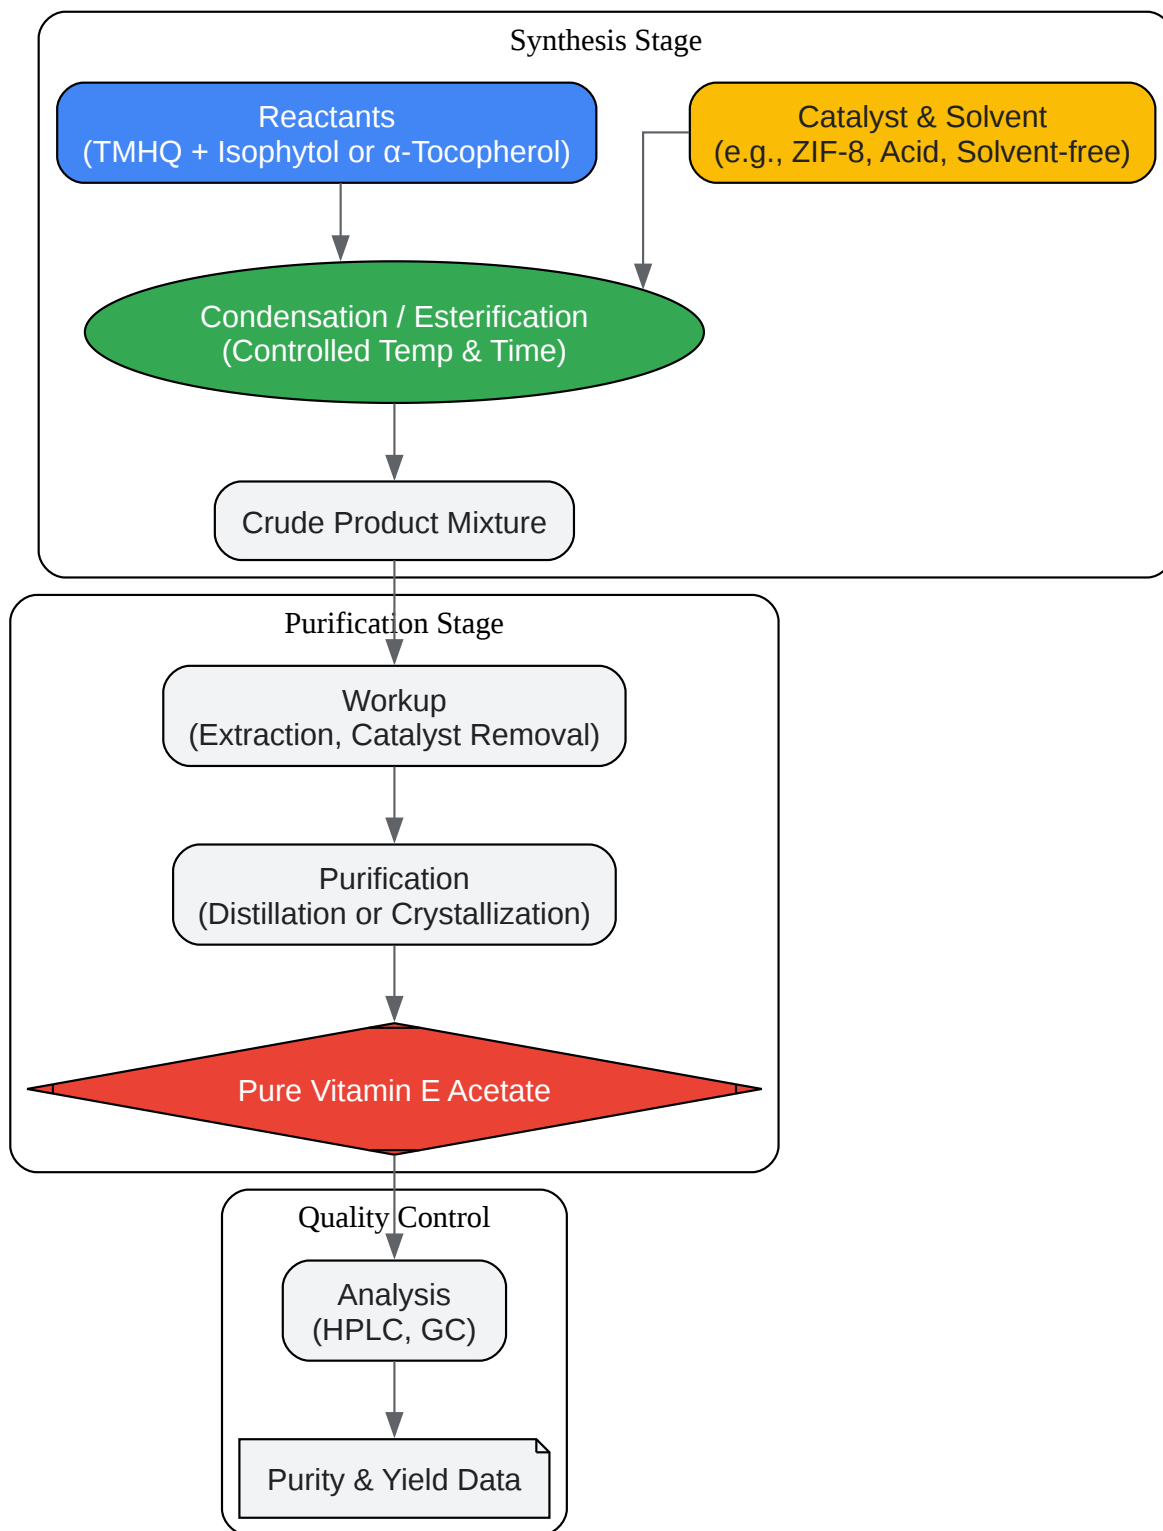 Synthesis Stage
Reactants
(TMHQ + Isophytol or α-Tocopherol)
Catalyst & Solvent
(e.g., ZIF-8, Acid, Solvent-free)
Condensation / Esterification
(Controlled Temp & Time)
Crude Product Mixture
Purification Stage
Workup
(Extraction, Catalyst Removal)
Purification
(Distillation or Crystallization)
Pure Vitamin E Acetate
Quality Control
Analysis
(HPLC, GC)
Purity & Yield Data